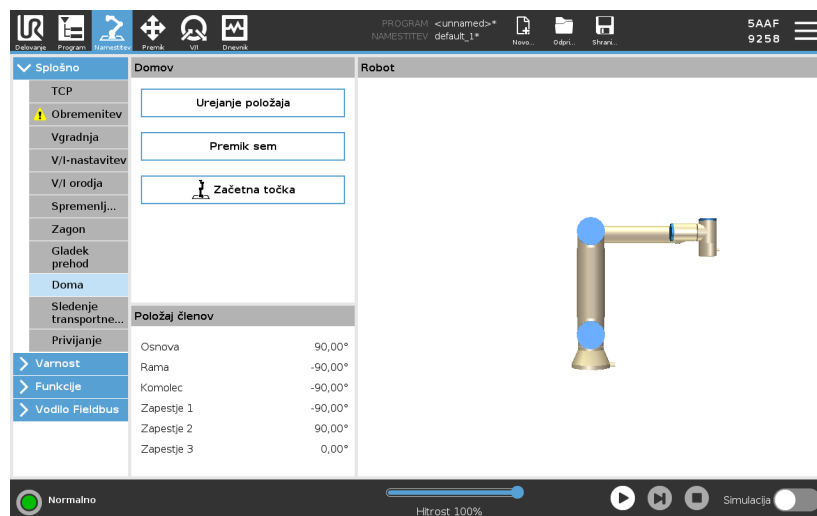 UR
PROGRAM <unnamed>*
NAMESTITEV default_1*
5AAF
9258
Delovanje Program Namestitev Premik V/I Dnevnik
Novo... Odpri... Shrani...
Splošno
TCP
Obremenitev
Vgradnja
V/I-nastavitev
V/I orodja
Spremenlj...
Zagon
Gladek
prehod
Doma
Sledenje
transportne...
Privijanje
Varnost
Funkcije
Vodilo Fieldbus
Domov
Urejanje položaja
Premik sem
Začetna točka
Položaj členov
Osnova 90,00°
Rama -90,00°
Komolec -90,00°
Zapestje 1 -90,00°
Zapestje 2 90,00°
Zapestje 3 0,00°
Robot
Normalno
Hitrost 100%
Simulacija